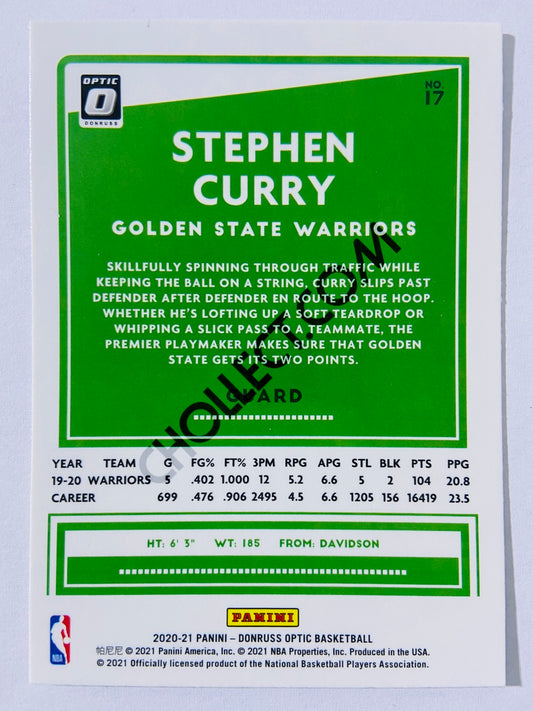 OPTIC
DONRUSS
NO.
17
STEPHEN
CURRY
GOLDEN STATE WARRIORS
SKILLFULLY SPINNING THROUGH TRAFFIC WHILE
KEEPING THE BALL ON A STRING, CURRY SLIPS PAST
DEFENDER AFTER DEFENDER EN ROUTE TO THE HOOP.
WHETHER HE'S LOFTING UP A SOFT TEARDROP OR
WHIPPING A SLICK PASS TO A TEAMMATE, THE
PREMIER PLAYMAKER MAKES SURE THAT GOLDEN
STATE GETS ITS TWO POINTS.
GUARD
CHOLLECT.COM
YEAR TEAM G FG% FT% 3PM RPG APG STL BLK PTS PPG
19-20 WARRIORS 5 .402 1.000 12 5.2 6.6 5 2 104 20.8
CAREER 699 .476 .906 2495 4.5 6.6 1205 156 16419 23.5
HT: 6' 3" WT: 185 FROM: DAVIDSON
PANINI
NBA
2020-21 PANINI – DONRUSS OPTIC BASKETBALL
帕尼尼 © 2021 Panini America, Inc. © 2021 NBA Properties, Inc. Produced in the USA.
© 2021 Officially licensed product of the National Basketball Players Association.